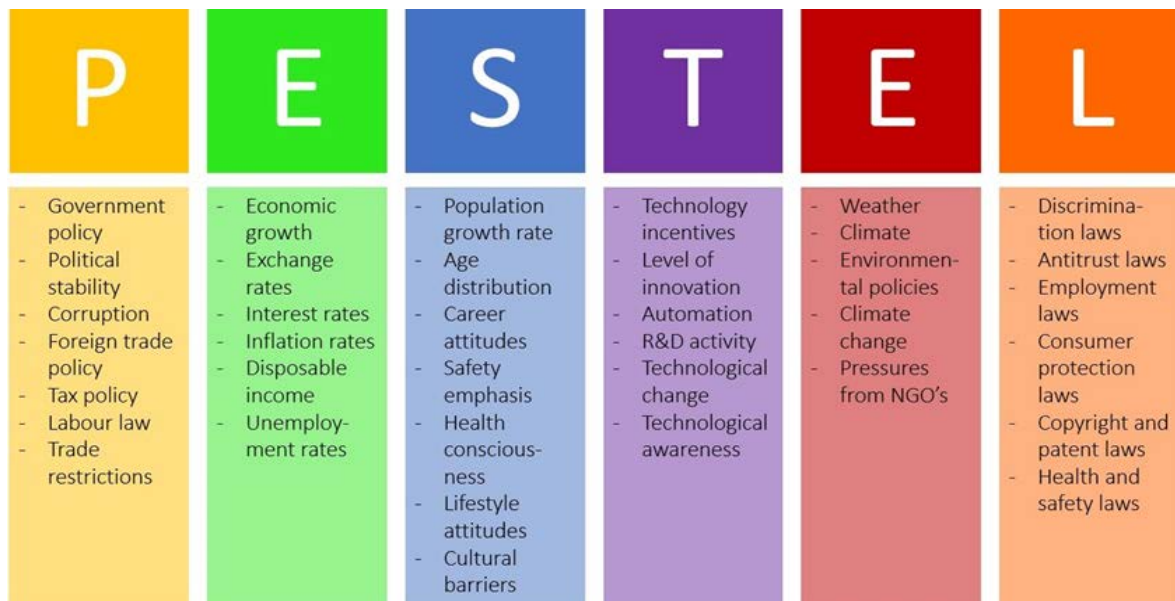 P
- Government
policy
- Political
stability
- Corruption
- Foreign trade
policy
- Tax policy
- Labour law
- Trade
restrictions
E
- Economic
growth
- Exchange
rates
- Interest rates
- Inflation rates
- Disposable
income
- Unemploy-
ment rates
S
- Population
growth rate
- Age
distribution
- Career
attitudes
- Safety
emphasis
- Health
conscious-
ness
- Lifestyle
attitudes
- Cultural
barriers
T
- Technology
incentives
- Level of
innovation
- Automation
- R&D activity
- Technological
change
- Technological
awareness
E
- Weather
- Climate
- Environmen-
tal policies
- Climate
change
- Pressures
from NGO's
L
- Discrimina-
tion laws
- Antitrust laws
- Employment
laws
- Consumer
protection
laws
- Copyright and
patent laws
- Health and
safety laws